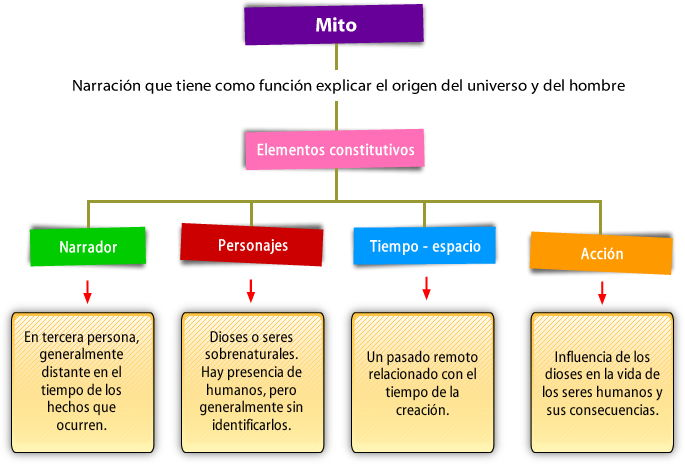 Mito
Narración que tiene como función explicar el origen del universo y del hombre
Elementos constitutivos
Narrador
Personajes
Tiempo - espacio
Acción
En tercera persona,
generalmente
distante en el
tiempo de los
hechos que
ocurren.
Dioses o seres
sobrenaturales.
Hay presencia de
humanos, pero
generalmente sin
identificarlos.
Un pasado remoto
relacionado con el
tiempo de la
creación.
Influencia de los
dioses en la vida de
los seres humanos y
sus consecuencias.